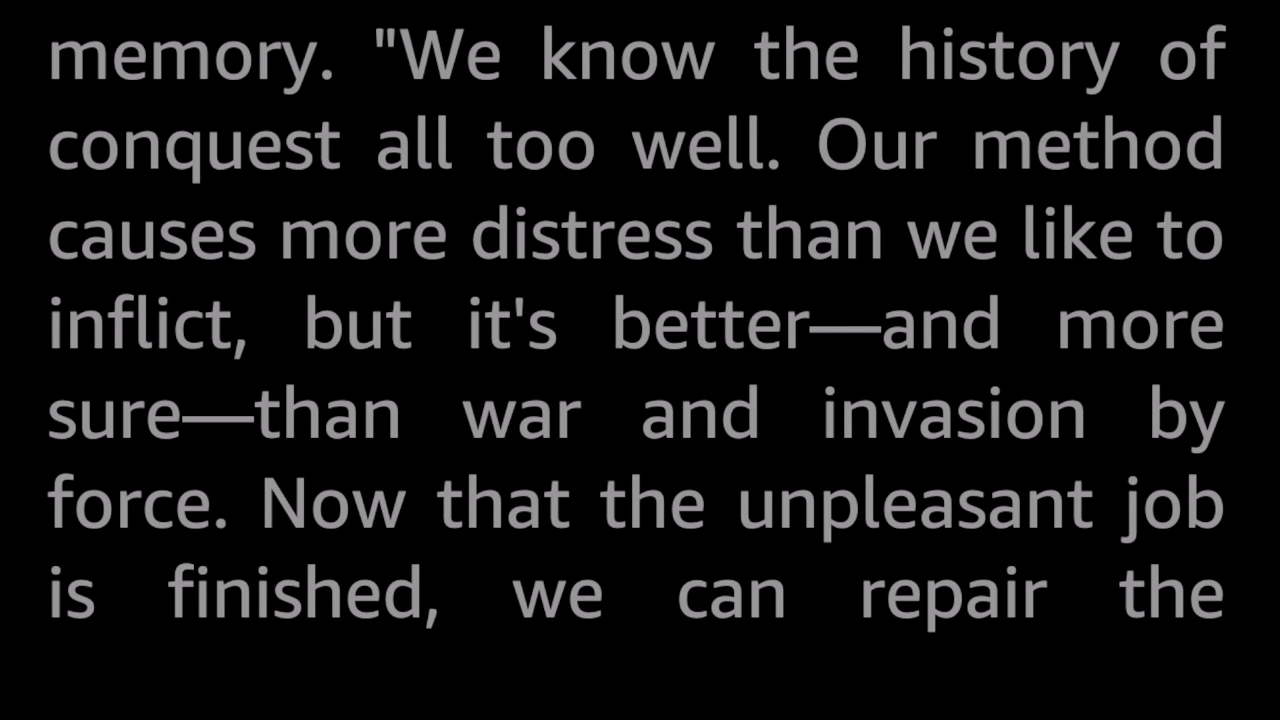 memory. "We know the history of
conquest all too well. Our method
causes more distress than we like to
inflict, but it's better—and more
sure—than war and invasion by
force. Now that the unpleasant job
is finished, we can repair the